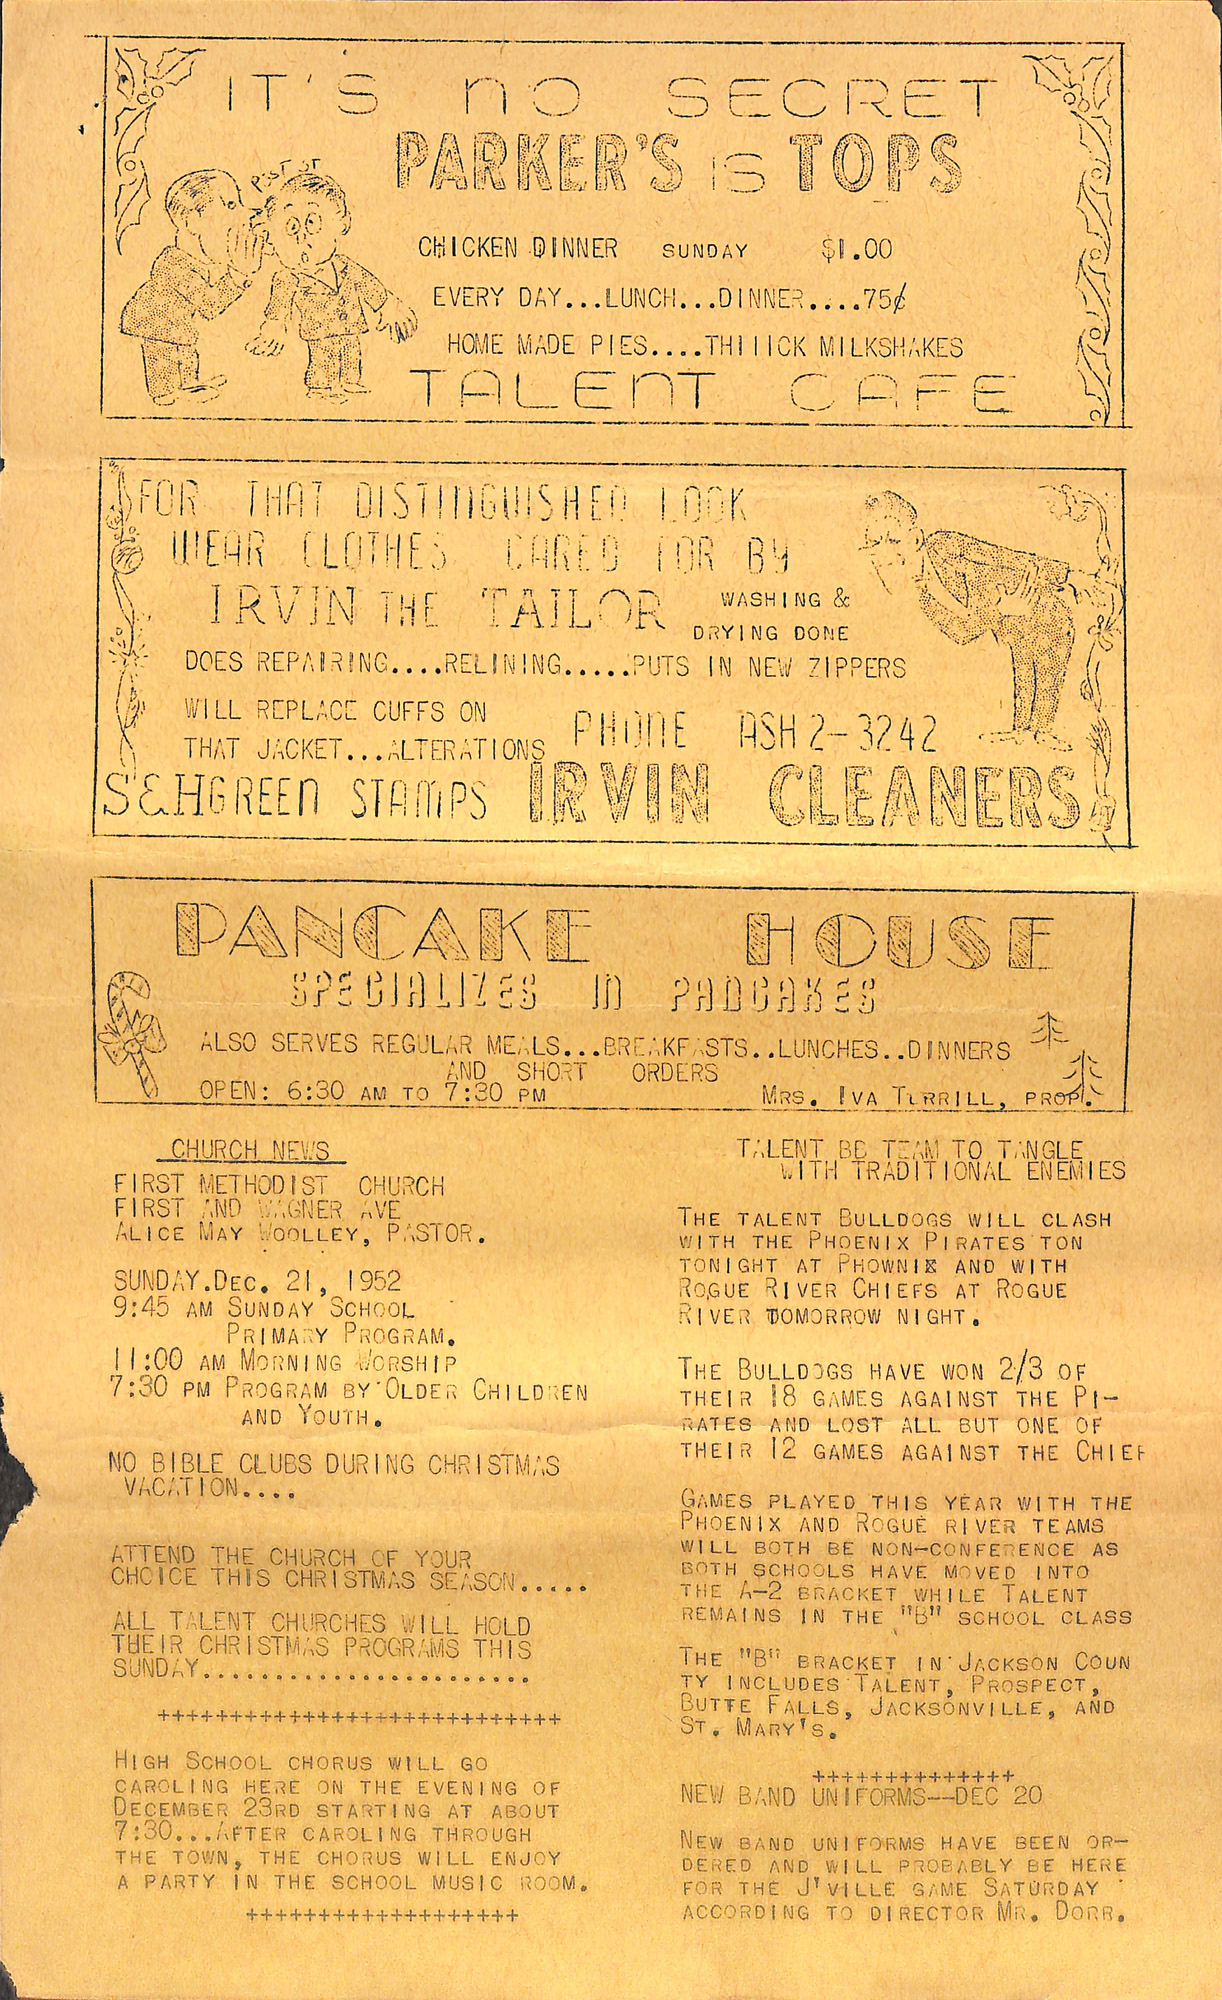 IT'S NO SECRET
PARKER'S IS TOPS
PST ST
CHICKEN DINNER SUNDAY $1.00
EVERY DAY...LUNCH...DINNER....75¢
HOME MADE PIES....THIIICK MILKSHAKES
TALENT CAFE
FOR THAT DISTINGUISHED LOOK
WEAR CLOTHES CARED FOR BY
IRVIN THE TAILOR WASHING &
DRYING DONE
DOES REPAIRING....RELINING.....PUTS IN NEW ZIPPERS
WILL REPLACE CUFFS ON
THAT JACKET...ALTERATIONS
PHONE ASH 2-3242
S&H GREEN STAMPS IRVIN CLEANERS
PANCAKE HOUSE
SPECIALIZES IN PANCAKES
ALSO SERVES REGULAR MEALS...BREAKFASTS..LUNCHES..DINNERS
AND SHORT ORDERS
OPEN: 6:30 AM TO 7:30 PM
MRS. IVA TERRILL, PROP.
CHURCH NEWS
FIRST METHODIST CHURCH
FIRST AND WAGNER AVE
ALICE MAY WOOLLEY, PASTOR.
SUNDAY.DEC. 21, 1952
9:45 AM SUNDAY SCHOOL
PRIMARY PROGRAM.
11:00 AM MORNING WORSHIP
7:30 PM PROGRAM BY OLDER CHILDREN
AND YOUTH.
NO BIBLE CLUBS DURING CHRISTMAS
VACATION....
ATTEND THE CHURCH OF YOUR
CHOICE THIS CHRISTMAS SEASON.....
ALL TALENT CHURCHES WILL HOLD
THEIR CHRISTMAS PROGRAMS THIS
SUNDAY.......................
++++++++++++++++++++++++++++
HIGH SCHOOL CHORUS WILL GO
CAROLING HERE ON THE EVENING OF
DECEMBER 23RD STARTING AT ABOUT
7:30...AFTER CAROLING THROUGH
THE TOWN, THE CHORUS WILL ENJOY
A PARTY IN THE SCHOOL MUSIC ROOM.
+++++++++++++++++++
TALENT BB TEAM TO TANGLE
WITH TRADITIONAL ENEMIES
THE TALENT BULLDOGS WILL CLASH
WITH THE PHOENIX PIRATES TON
TONIGHT AT PHOWNIX AND WITH
ROGUE RIVER CHIEFS AT ROGUE
RIVER TOMORROW NIGHT.
THE BULLDOGS HAVE WON 2/3 OF
THEIR 18 GAMES AGAINST THE PI-
RATES AND LOST ALL BUT ONE OF
THEIR 12 GAMES AGAINST THE CHIEF
GAMES PLAYED THIS YEAR WITH THE
PHOENIX AND ROGUE RIVER TEAMS
WILL BOTH BE NON-CONFERENCE AS
BOTH SCHOOLS HAVE MOVED INTO
THE A-2 BRACKET WHILE TALENT
REMAINS IN THE "B" SCHOOL CLASS
THE "B" BRACKET IN JACKSON COUN
TY INCLUDES TALENT, PROSPECT,
BUTTE FALLS, JACKSONVILLE, AND
ST. MARY'S.
++++++++++++++
NEW BAND UNIFORMS--DEC 20
NEW BAND UNIFORMS HAVE BEEN OR-
DERED AND WILL PROBABLY BE HERE
FOR THE J'VILLE GAME SATURDAY
ACCORDING TO DIRECTOR MR. DORR.